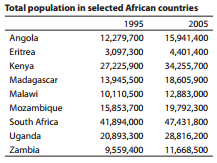 Total population in selected African countries
1995 2005
Angola 12,279,700 15,941,400
Eritrea 3,097,300 4,401,400
Kenya 27,225,900 34,255,700
Madagascar 13,945,500 18,605,900
Malawi 10,110,500 12,883,000
Mozambique 15,853,700 19,792,300
South Africa 41,894,000 47,431,800
Uganda 20,893,300 28,816,200
Zambia 9,559,400 11,668,500